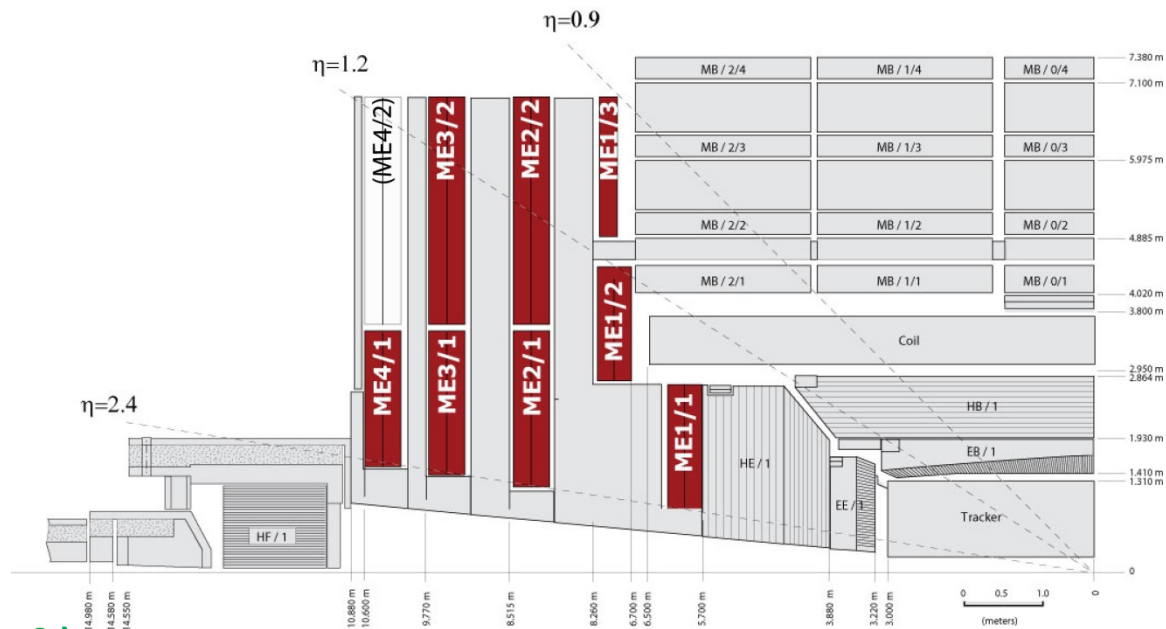 η=0.9
η=1.2
η=2.4
(ME4/2)
ME3/2
ME2/2
ME1/3
MB / 2/4
MB / 1/4
MB / 0/4
MB / 2/3
MB / 1/3
MB / 0/3
MB / 2/2
MB / 1/2
MB / 0/2
MB / 2/1
MB / 1/1
MB / 0/1
ME4/1
ME3/1
ME2/1
ME1/2
ME1/1
Coil
HB / 1
HE / 1
EB / 1
EE / 1
Tracker
HF / 1
7.380 m
7.100 m
5.975 m
4.885 m
4.020 m
3.800 m
2.950 m
2.864 m
1.930 m
1.410 m
1.310 m
0
14.980 m
14.580 m
14.550 m
10.880 m
10.600 m
9.770 m
8.515 m
8.260 m
6.700 m
6.500 m
5.700 m
3.880 m
3.220 m
3.000 m
0
0 0.5 1.0
(meters)